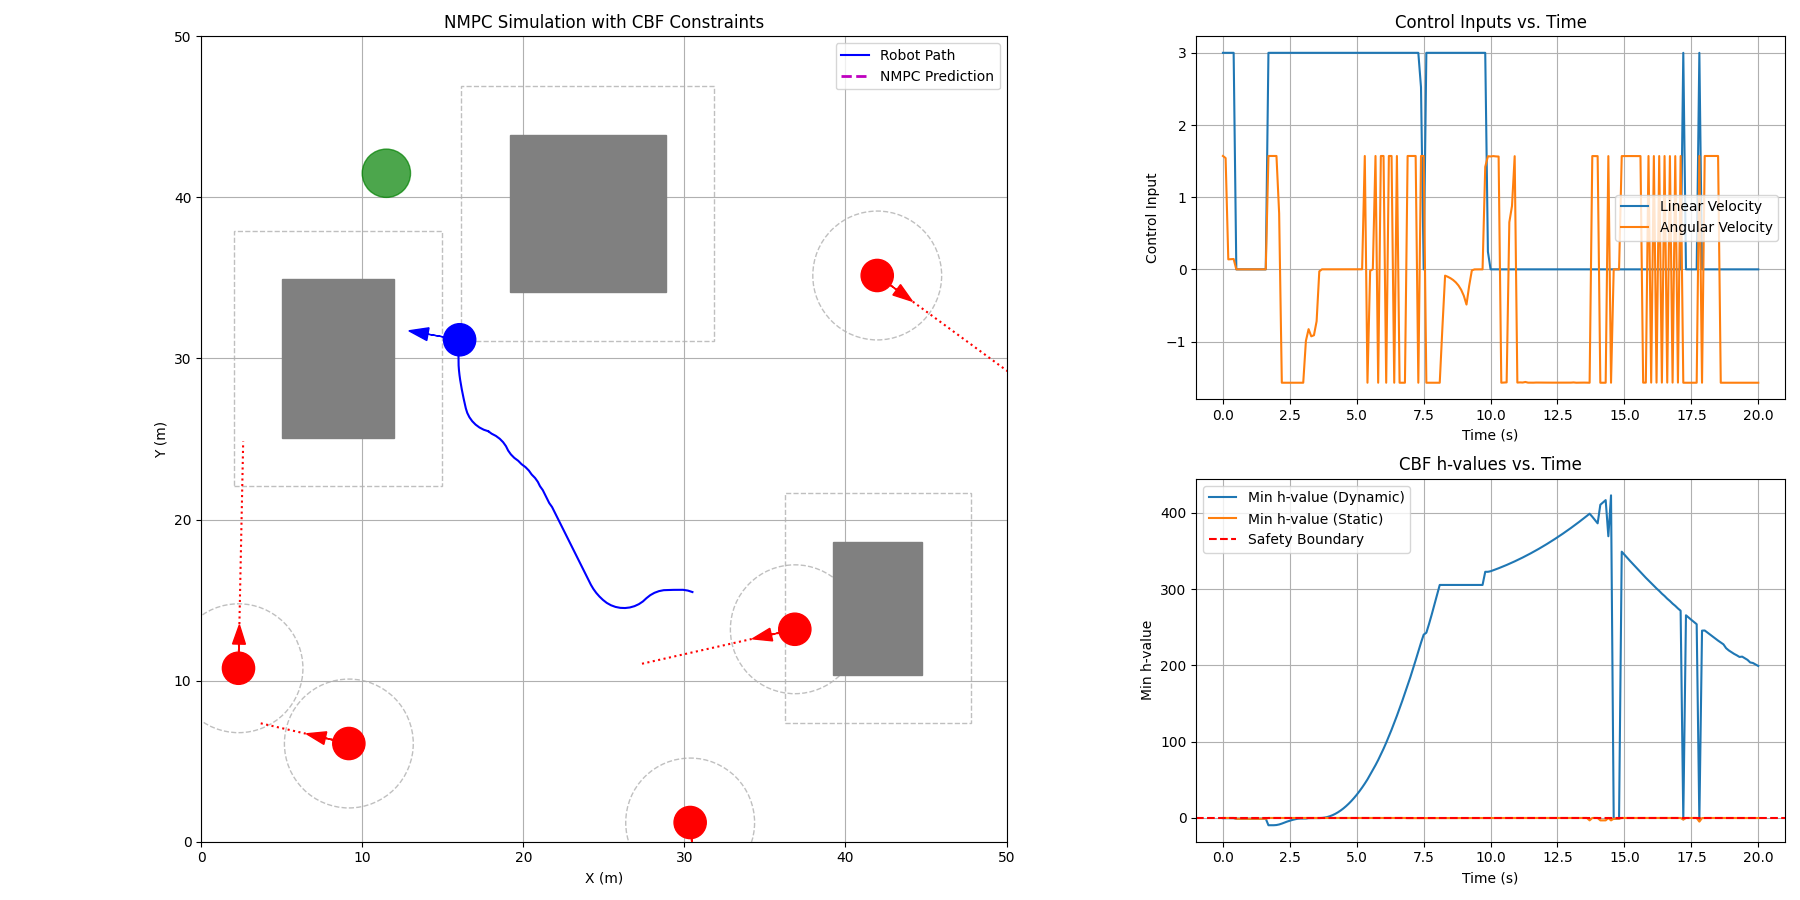 NMPC Simulation with CBF Constraints
Robot Path
NMPC Prediction
50
40
30
20
10
0
Y (m)
0 10 20 30 40 50
X (m)
Control Inputs vs. Time
3
2
1
0
−1
Control Input
Linear Velocity
Angular Velocity
0.0 2.5 5.0 7.5 10.0 12.5 15.0 17.5 20.0
Time (s)
CBF h-values vs. Time
Min h-value (Dynamic)
Min h-value (Static)
Safety Boundary
400
300
200
100
0
Min h-value
0.0 2.5 5.0 7.5 10.0 12.5 15.0 17.5 20.0
Time (s)